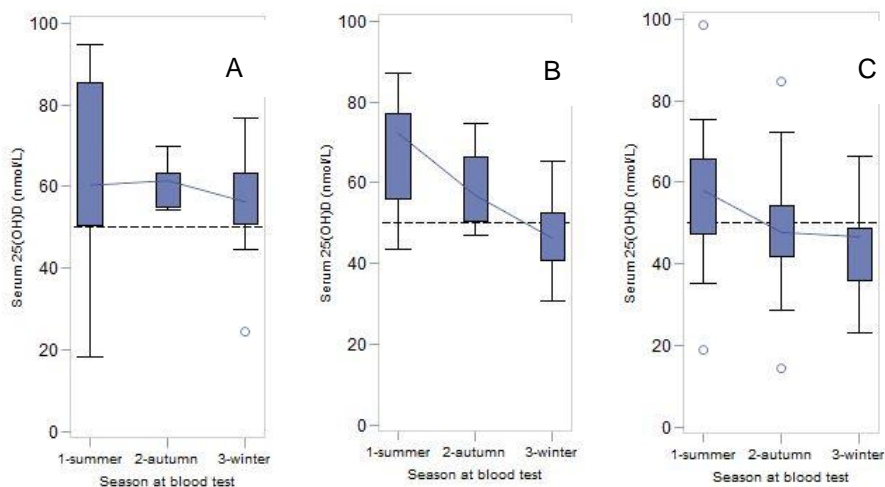 A
100
80
60
40
20
0
Serum 25(OH)D (nmol/L)
1-summer 2-autumn 3-winter
Season at blood test
B
100
80
60
40
20
0
Serum 25(OH)D (nmol/L)
1-summer 2-autumn 3-winter
Season at blood test
C
100
80
60
40
20
0
Serum 25(OH)D (nmol/L)
1-summer 2-autumn 3-winter
Season at blood test